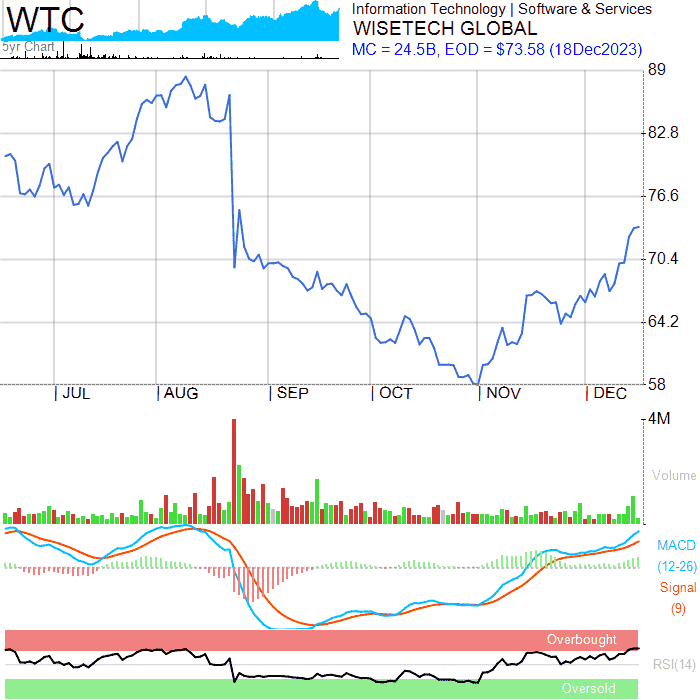 WTC
5yr Chart
Information Technology | Software & Services
WISETECH GLOBAL
MC = 24.5B, EOD = $73.58 (18Dec2023)
89
82.8
76.6
70.4
64.2
58
JUL
AUG
SEP
OCT
NOV
DEC
4M
Volume
MACD
(12-26)
Signal
(9)
Overbought
RSI(14)
Oversold